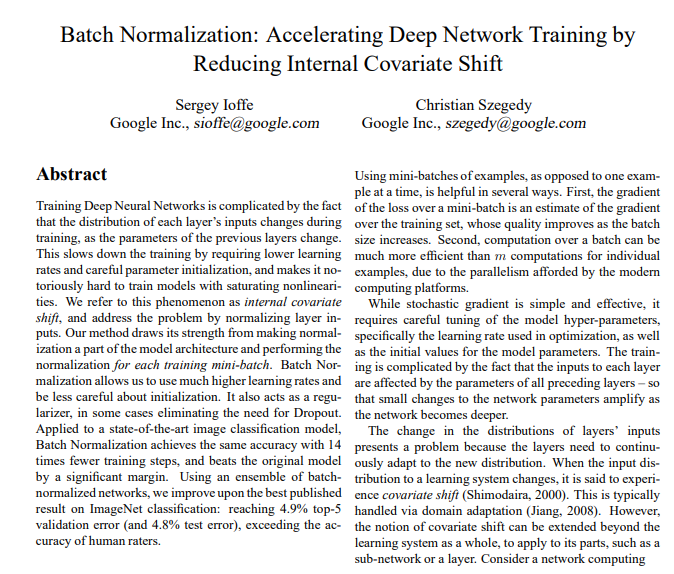 Batch Normalization: Accelerating Deep Network Training by
Reducing Internal Covariate Shift
Sergey Ioffe
Google Inc., sioffe@google.com
Christian Szegedy
Google Inc., szegedy@google.com
Abstract
Training Deep Neural Networks is complicated by the fact
that the distribution of each layer's inputs changes during
training, as the parameters of the previous layers change.
This slows down the training by requiring lower learning
rates and careful parameter initialization, and makes it no-
toriously hard to train models with saturating nonlineari-
ties. We refer to this phenomenon as internal covariate
shift, and address the problem by normalizing layer in-
puts. Our method draws its strength from making normal-
ization a part of the model architecture and performing the
normalization for each training mini-batch. Batch Nor-
malization allows us to use much higher learning rates and
be less careful about initialization. It also acts as a regu-
larizer, in some cases eliminating the need for Dropout.
Applied to a state-of-the-art image classification model,
Batch Normalization achieves the same accuracy with 14
times fewer training steps, and beats the original model
by a significant margin. Using an ensemble of batch-
normalized networks, we improve upon the best published
result on ImageNet classification: reaching 4.9% top-5
validation error (and 4.8% test error), exceeding the ac-
curacy of human raters.
Using mini-batches of examples, as opposed to one exam-
ple at a time, is helpful in several ways. First, the gradient
of the loss over a mini-batch is an estimate of the gradient
over the training set, whose quality improves as the batch
size increases. Second, computation over a batch can be
much more efficient than m computations for individual
examples, due to the parallelism afforded by the modern
computing platforms.
While stochastic gradient is simple and effective, it
requires careful tuning of the model hyper-parameters,
specifically the learning rate used in optimization, as well
as the initial values for the model parameters. The train-
ing is complicated by the fact that the inputs to each layer
are affected by the parameters of all preceding layers – so
that small changes to the network parameters amplify as
the network becomes deeper.
The change in the distributions of layers' inputs
presents a problem because the layers need to continu-
ously adapt to the new distribution. When the input dis-
tribution to a learning system changes, it is said to experi-
ence covariate shift (Shimodaira, 2000). This is typically
handled via domain adaptation (Jiang, 2008). However,
the notion of covariate shift can be extended beyond the
learning system as a whole, to apply to its parts, such as a
sub-network or a layer. Consider a network computing